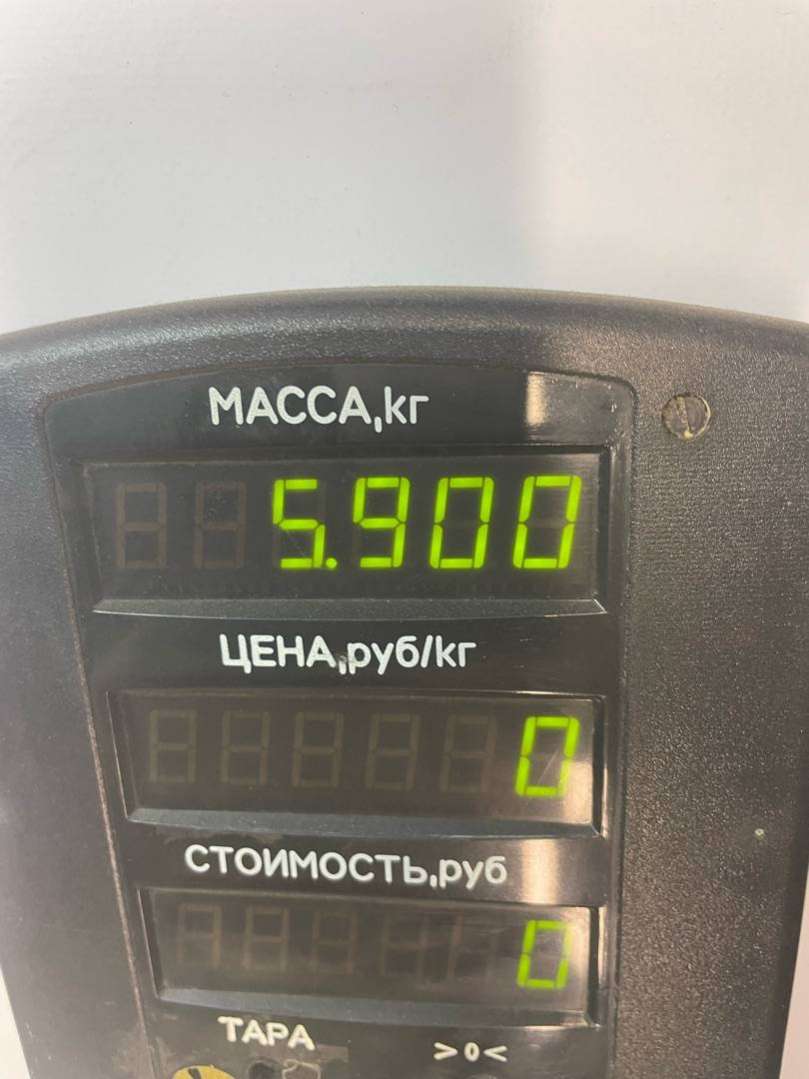 МАССА,кг
5.900
ЦЕНА,руб/кг
0
СТОИМОСТЬ,руб
0
ТАРА >0<